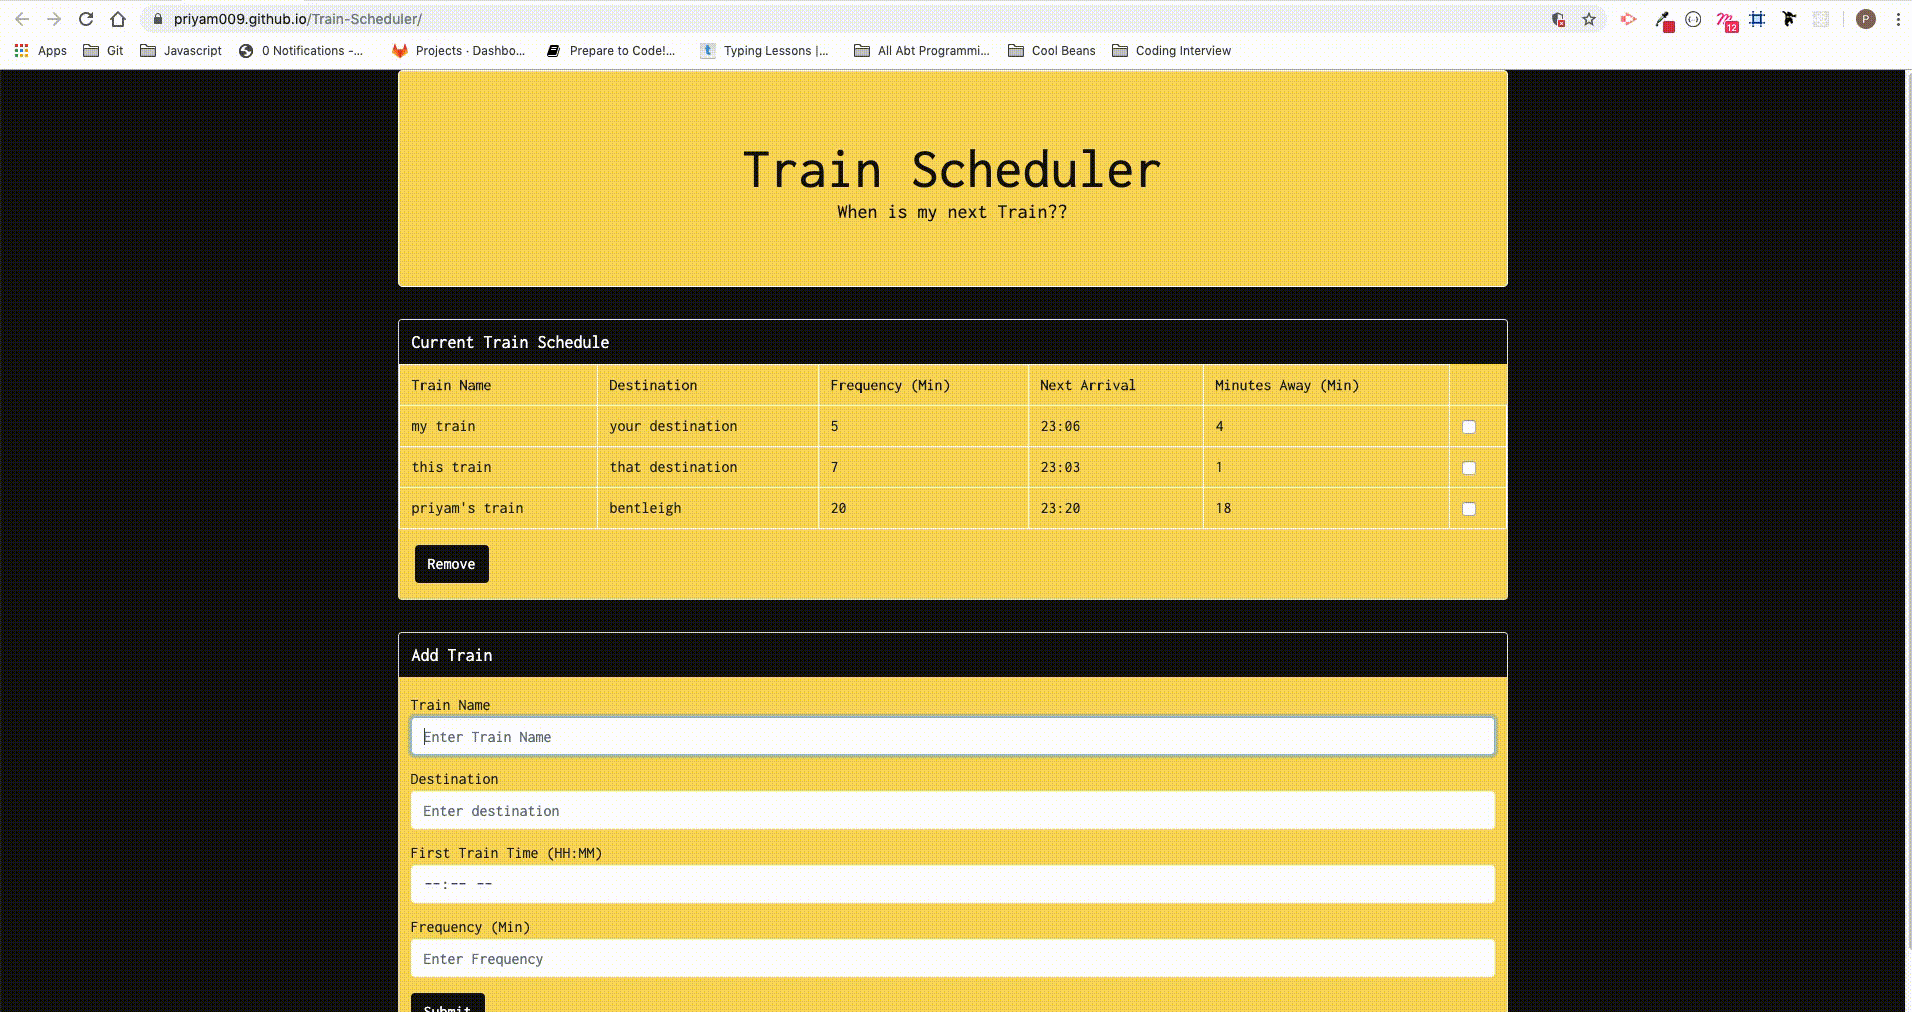 priyam009.github.io/Train-Scheduler/
P
12
Apps Git Javascript 0 Notifications -... Projects · Dashbo... Prepare to Code!... Typing Lessons |... All Abt Programmi... Cool Beans Coding Interview
Train Scheduler
When is my next Train??
Current Train Schedule
Train Name Destination Frequency (Min) Next Arrival Minutes Away (Min)
my train your destination 5 23:06 4
this train that destination 7 23:03 1
priyam's train bentleigh 20 23:20 18
Remove
Add Train
Train Name
Enter Train Name
Destination
Enter destination
First Train Time (HH:MM)
--:-- --
Frequency (Min)
Enter Frequency
Submit